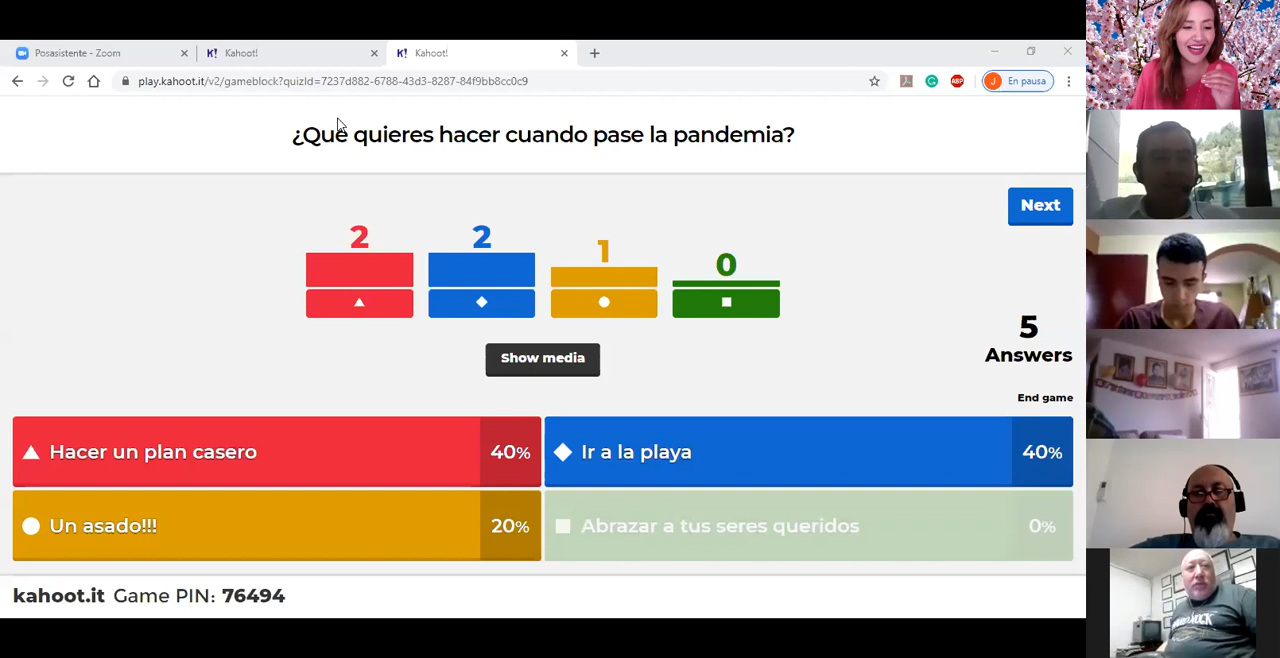 Posasistente - Zoom
K! Kahoot!
K! Kahoot!
play.kahoot.it/v2/gameblock?quizId=7237d882-6788-43d3-8287-84f9bb8cc0c9
ABP
J En pausa
¿Que quieres hacer cuando pase la pandemia?
Next
2
2
1
0
Show media
5
Answers
End game
Hacer un plan casero 40%
Ir a la playa 40%
Un asado!!! 20%
Abrazar a tus seres queridos 0%
kahoot.it Game PIN: 76494